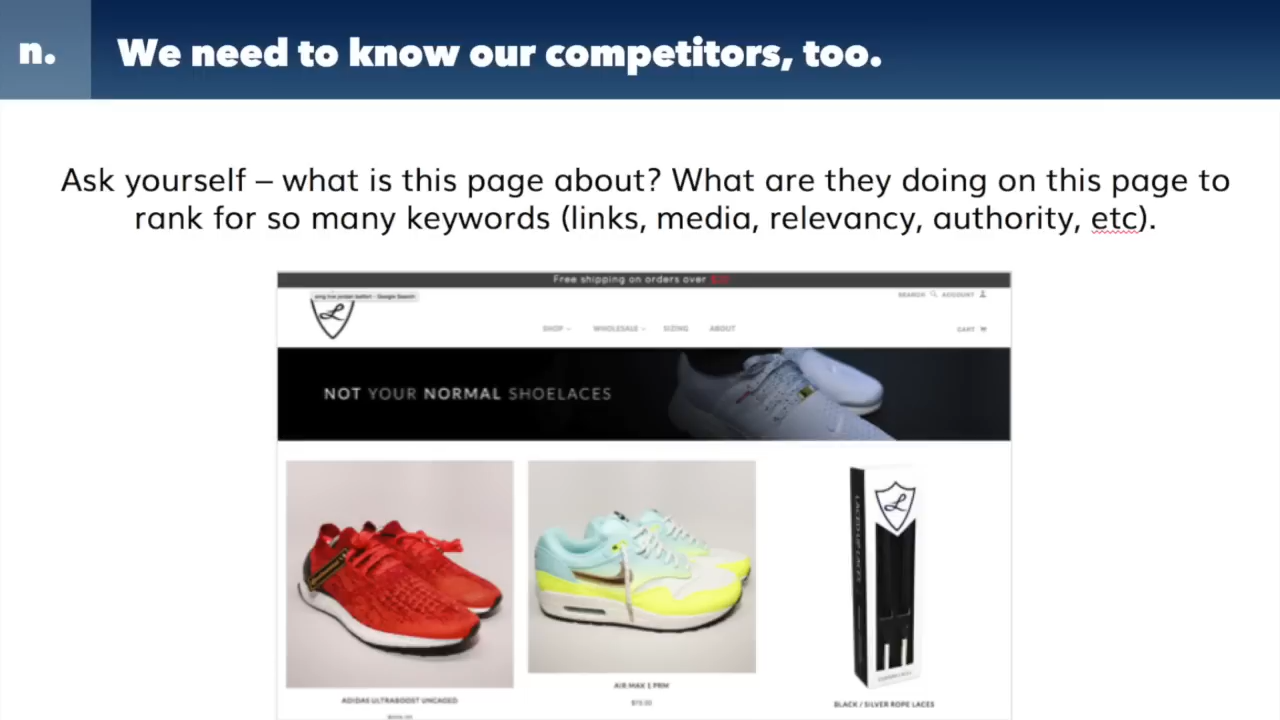 n.
We need to know our competitors, too.
Ask yourself – what is this page about? What are they doing on this page to
rank for so many keywords (links, media, relevancy, authority, etc).
Free shipping on orders over
SEARCH ACCOUNT
SHOP WHOLESALE SIZING ABOUT
CART
NOT YOUR NORMAL SHOELACES
LACED UP LACES
ADIDAS ULTRABOOST UNCAGED
AIR MAX 1 PRM
BLACK / SILVER ROPE LACES